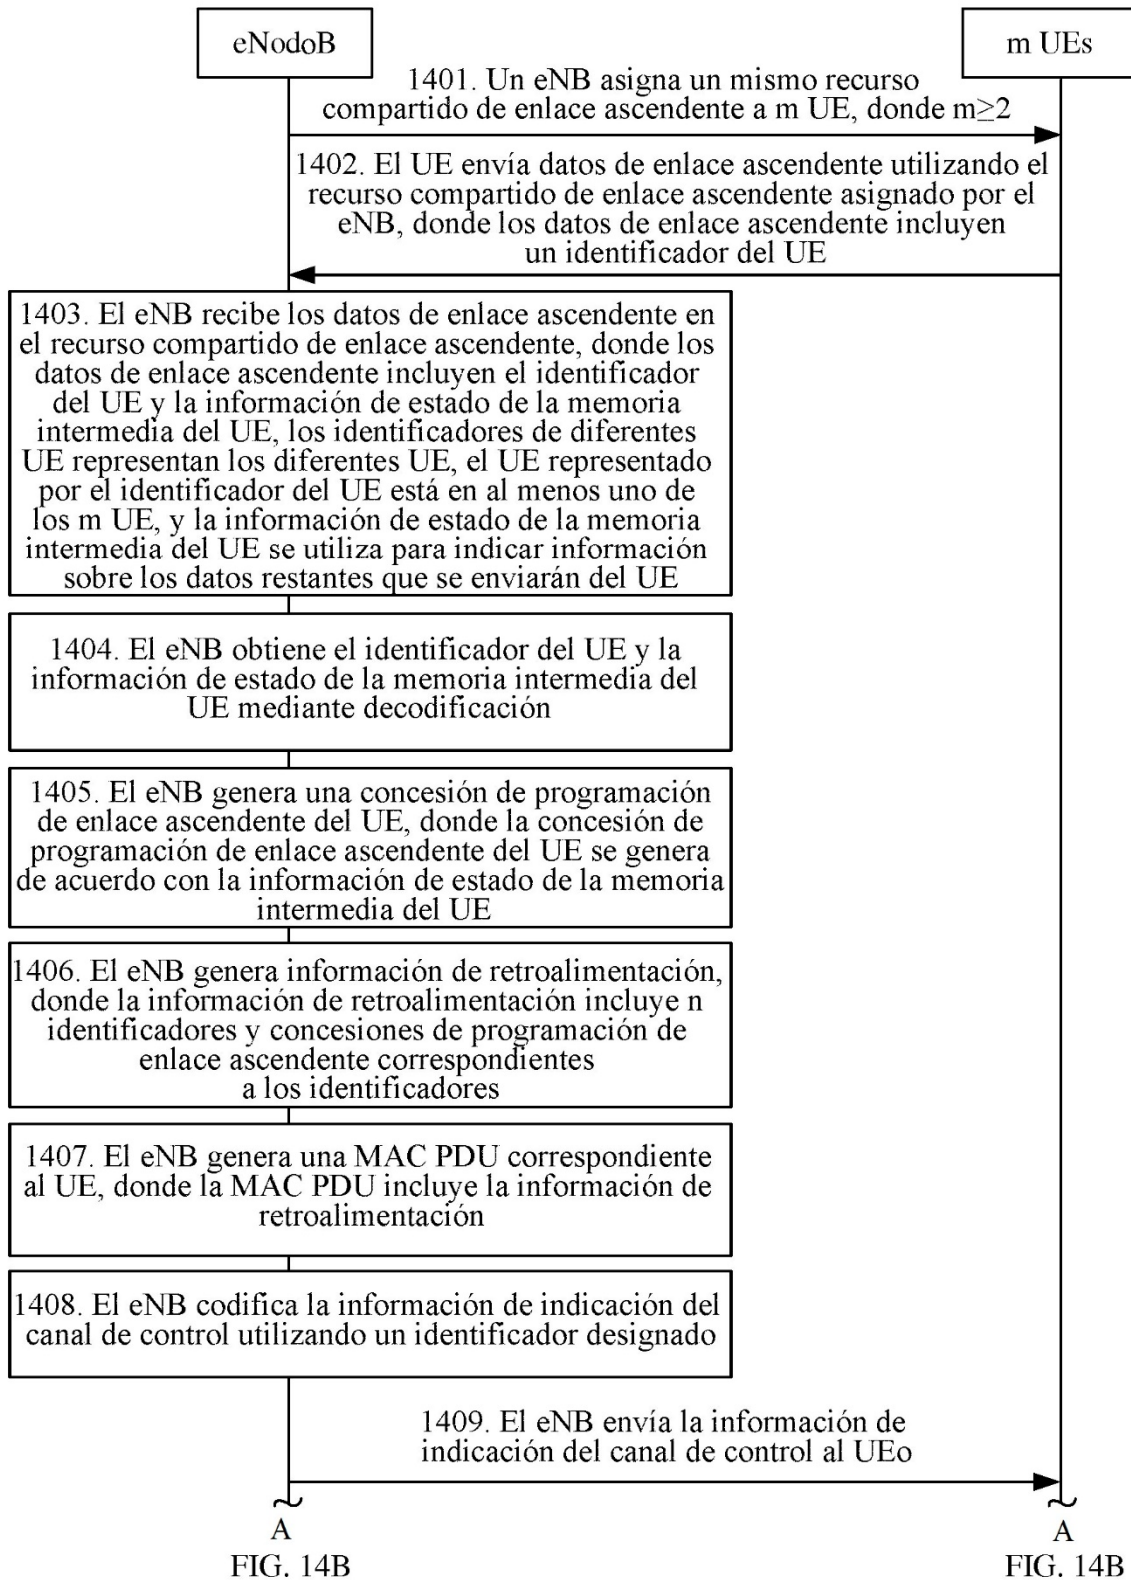 eNodoB
m UEs
1401. Un eNB asigna un mismo recurso
compartido de enlace ascendente a m UE, donde m≥2
1402. El UE envía datos de enlace ascendente utilizando el
recurso compartido de enlace ascendente asignado por el
eNB, donde los datos de enlace ascendente incluyen
un identificador del UE
1403. El eNB recibe los datos de enlace ascendente en
el recurso compartido de enlace ascendente, donde los
datos de enlace ascendente incluyen el identificador
del UE y la información de estado de la memoria
intermedia del UE, los identificadores de diferentes
UE representan los diferentes UE, el UE representado
por el identificador del UE está en al menos uno de
los m UE, y la información de estado de la memoria
intermedia del UE se utiliza para indicar información
sobre los datos restantes que se enviarán del UE
1404. El eNB obtiene el identificador del UE y la
información de estado de la memoria intermedia del
UE mediante decodificación
1405. El eNB genera una concesión de programación
de enlace ascendente del UE, donde la concesión de
programación de enlace ascendente del UE se genera
de acuerdo con la información de estado de la memoria
intermedia del UE
1406. El eNB genera información de retroalimentación,
donde la información de retroalimentación incluye n
identificadores y concesiones de programación de
enlace ascendente correspondientes
a los identificadores
1407. El eNB genera una MAC PDU correspondiente
al UE, donde la MAC PDU incluye la información de
retroalimentación
1408. El eNB codifica la información de indicación del
canal de control utilizando un identificador designado
1409. El eNB envía la información de
indicación del canal de control al UEo
A
FIG. 14B
A
FIG. 14B